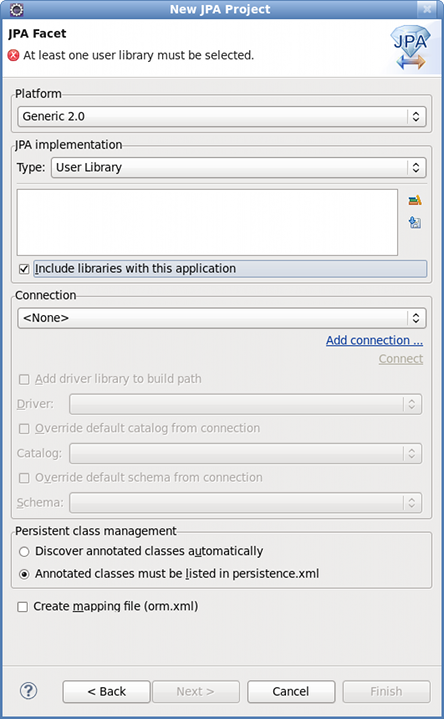 New JPA Project
JPA Facet
At least one user library must be selected.
JPA
Platform
Generic 2.0
JPA implementation
Type: User Library
Include libraries with this application
Connection
<None>
Add connection ...
Connect
Add driver library to build path
Driver:
Override default catalog from connection
Catalog:
Override default schema from connection
Schema:
Persistent class management
Discover annotated classes automatically
Annotated classes must be listed in persistence.xml
Create mapping file (orm.xml)
? < Back Next > Cancel Finish